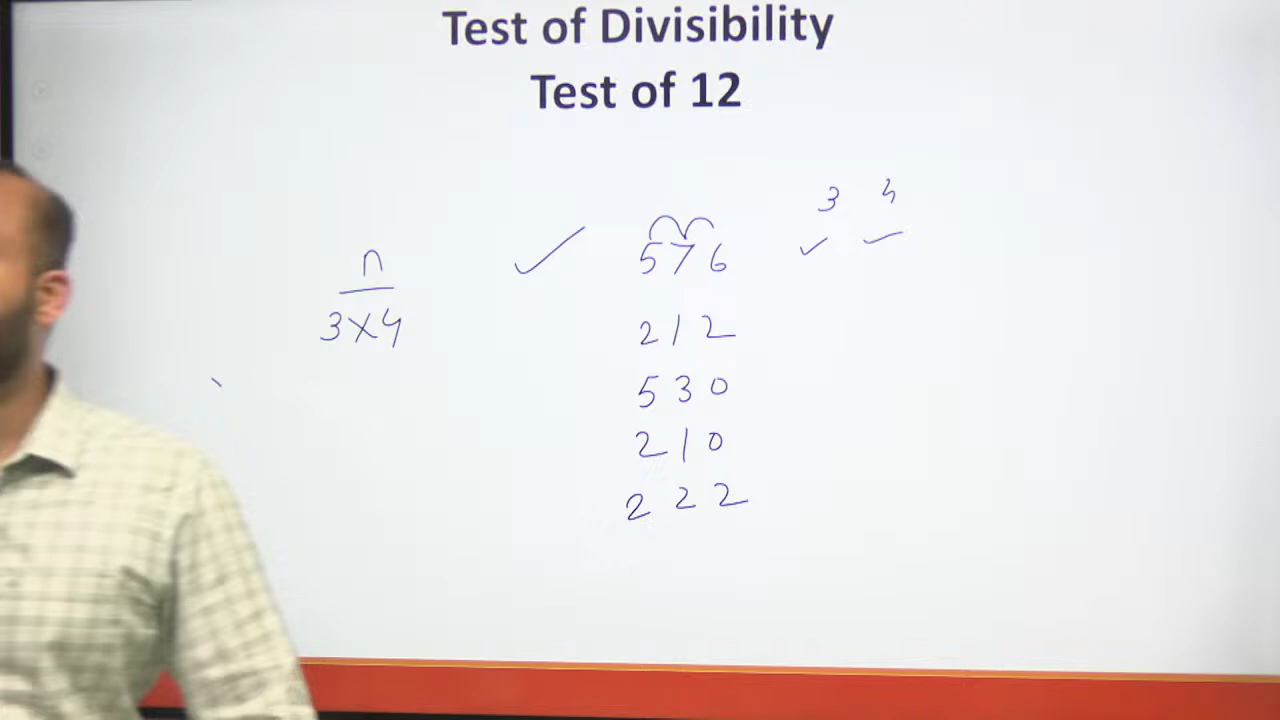 Test of Divisibility
Test of 12
3 4
n
3×4
✓ 576 ✓ ✓
212
530
210
222